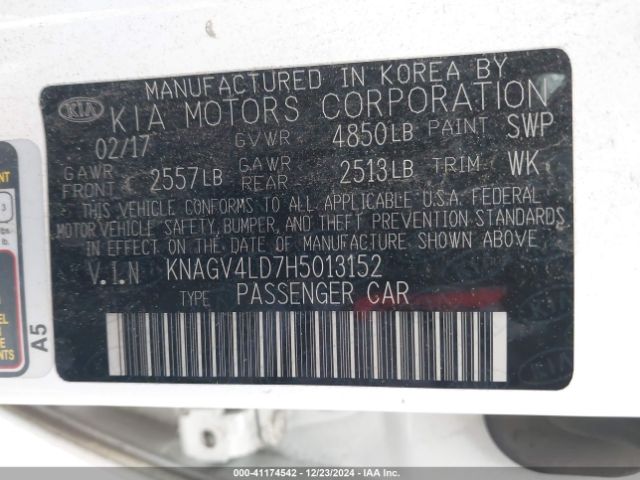 MANUFACTURED IN KOREA BY
KIA
KIA MOTORS CORPORATION
02/17 GVWR 4850LB PAINT SWP
GAWR FRONT 2557LB GAWR REAR 2513LB TRIM WK
THIS VEHICLE CONFORMS TO ALL APPLICABLE U.S.A. FEDERAL
MOTOR VEHICLE SAFETY, BUMPER, AND THEFT PREVENTION STANDARDS
IN EFFECT ON THE DATE OF MANUFACTURE SHOWN ABOVE.
V.I.N KNAGV4LD7H5013152
TYPE PASSENGER CAR
A5
KIA
000-41174542 - 12/23/2024 - IAA Inc.